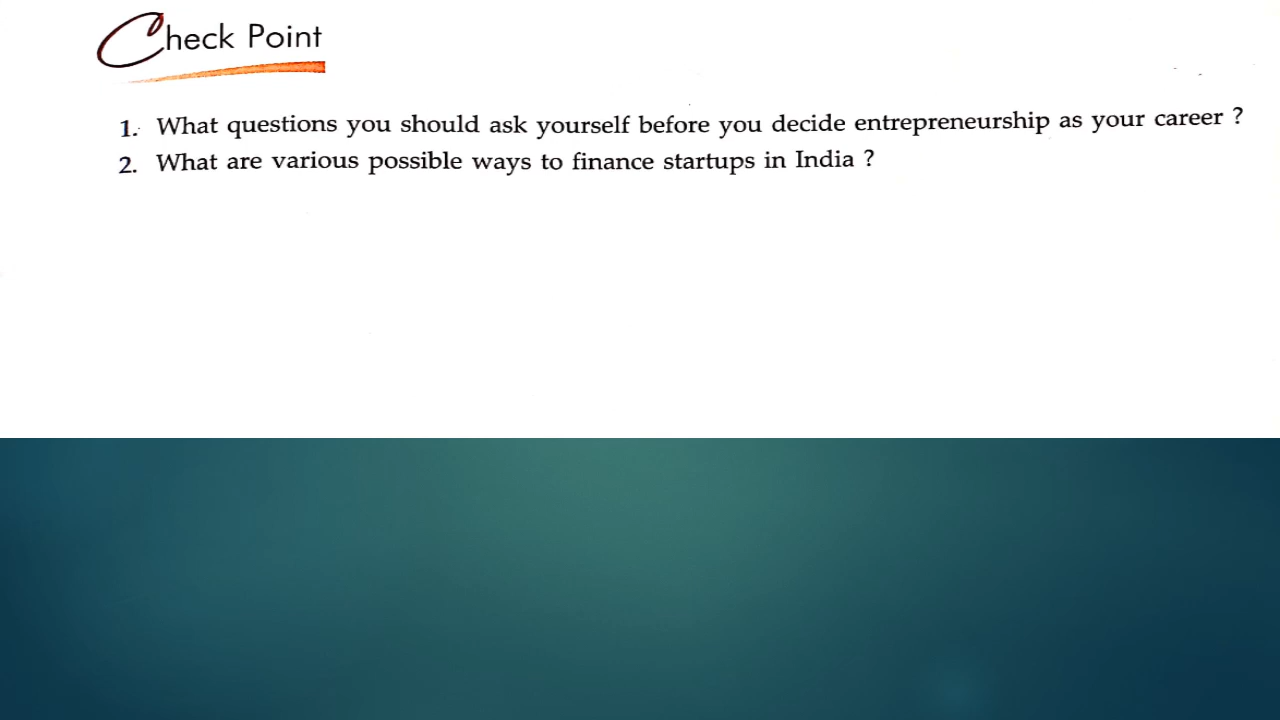 Check Point
1. What questions you should ask yourself before you decide entrepreneurship as your career ?
2. What are various possible ways to finance startups in India ?